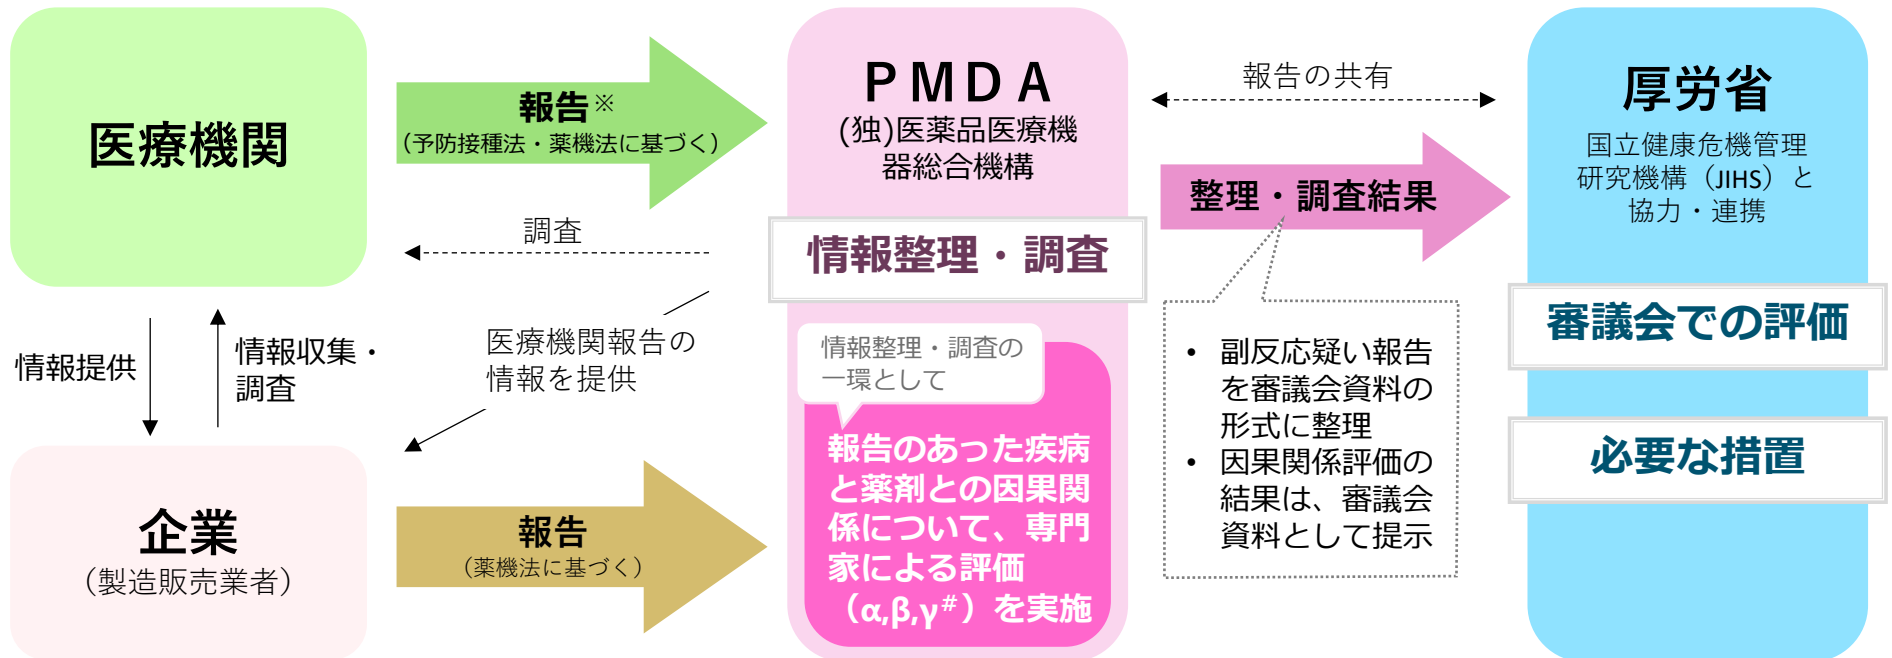 医療機関
報告※
（予防接種法・薬機法に基づく）
調査
情報提供
情報収集・
調査
医療機関報告の
情報を提供
企業
（製造販売業者）
報告
（薬機法に基づく）
ＰＭＤＡ
(独)医薬品医療機
器総合機構
情報整理・調査
情報整理・調査の
一環として
報告のあった疾病
と薬剤との因果関
係について、専門
家による評価
（α,β,γ＃）を実施
報告の共有
整理・調査結果
• 副反応疑い報告
を審議会資料の
形式に整理
• 因果関係評価の
結果は、審議会
資料として提示
厚労省
国立健康危機管理
研究機構（JIHS）と
協力・連携
審議会での評価
必要な措置